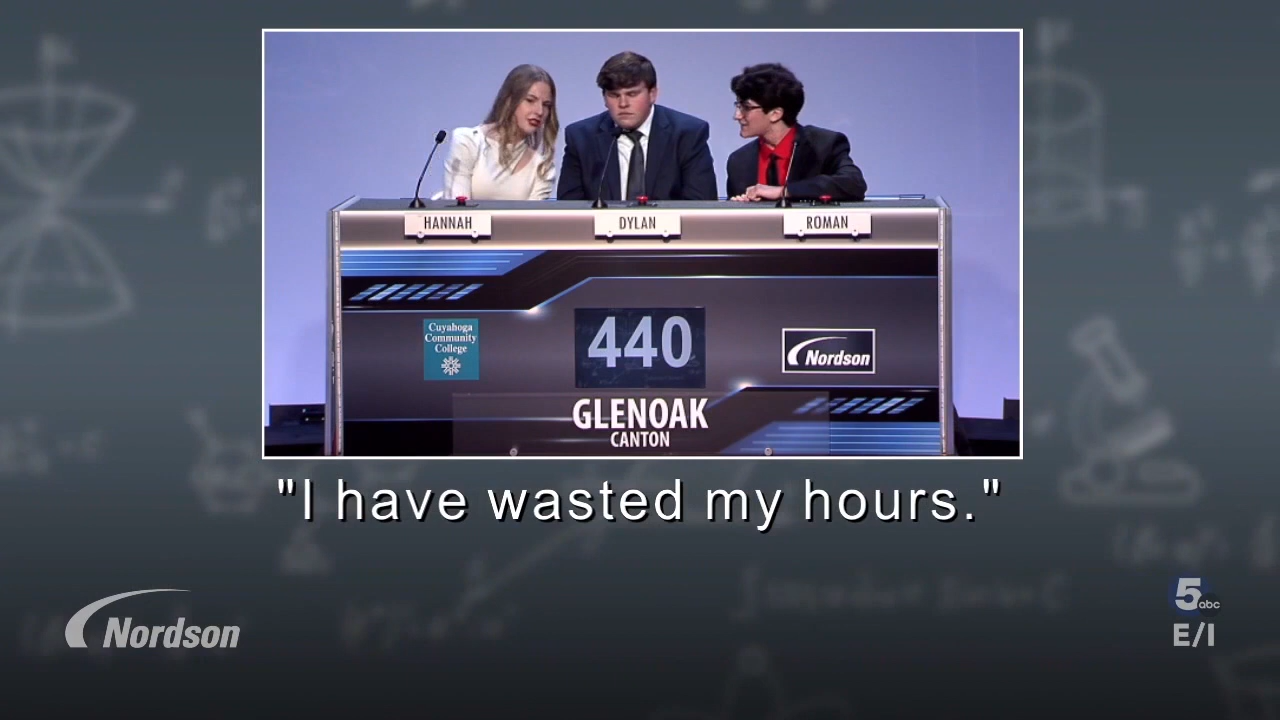 HANNAH
DYLAN
ROMAN
Cuyahoga
Community
College
440
Nordson
GLENOAK
CANTON
"I have wasted my hours."
Nordson
5abc
E/I